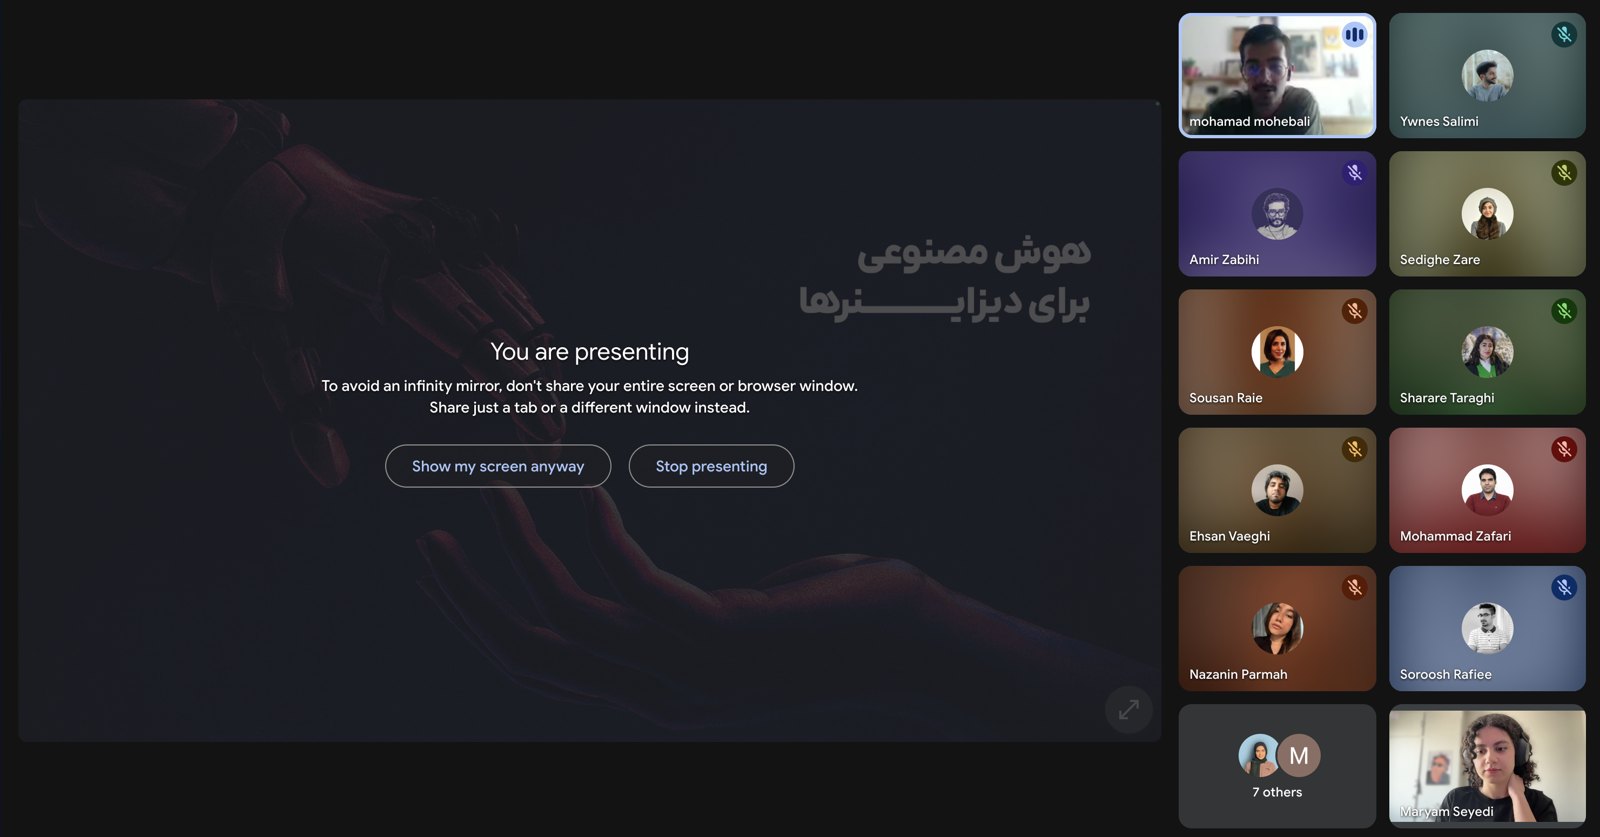 هوش مصنوعی
برای دیزایـــنرها
You are presenting
To avoid an infinity mirror, don't share your entire screen or browser window.
Share just a tab or a different window instead.
Show my screen anyway
Stop presenting
mohamad mohebali
Ywnes Salimi
Amir Zabihi
Sedighe Zare
Sousan Raie
Sharare Taraghi
Ehsan Vaeghi
Mohammad Zafari
Nazanin Parmah
Soroosh Rafiee
M
7 others
Maryam Seyedi